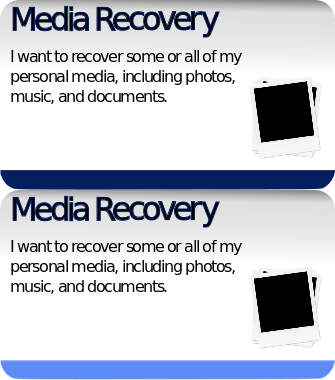 Media Recovery
I want to recover some or all of my
personal media, including photos,
music, and documents.
Media Recovery
I want to recover some or all of my
personal media, including photos,
music, and documents.